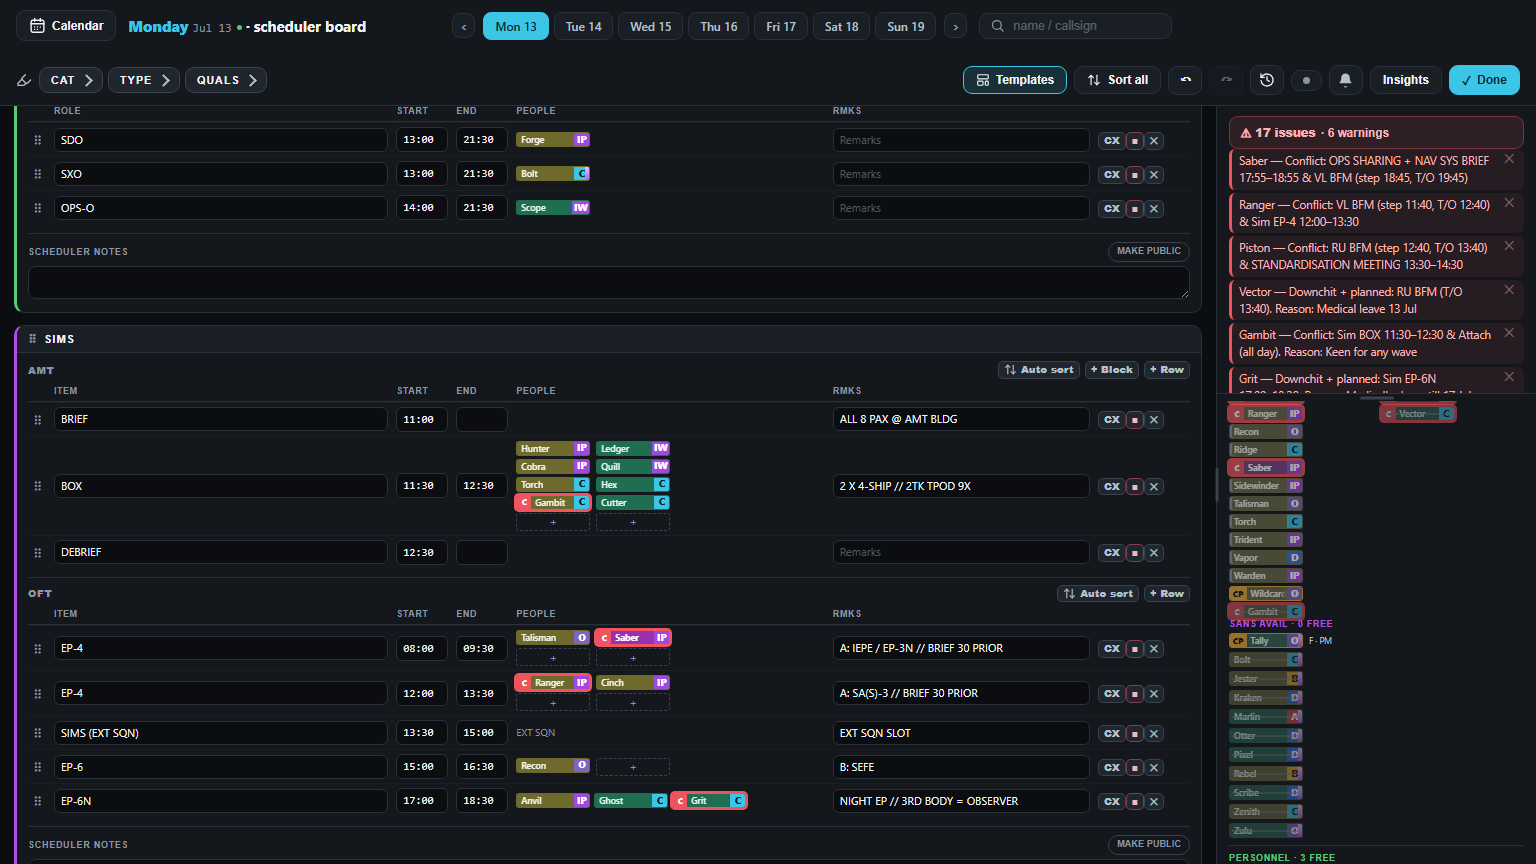 Calendar
Monday Jul 13 • · scheduler board
‹ Mon 13 Tue 14 Wed 15 Thu 16 Fri 17 Sat 18 Sun 19 ›
name / callsign
CAT TYPE QUALS
Templates Sort all Insights ✓ Done
ROLE START END PEOPLE RMKS
SDO 13:00 21:30 Forge IP Remarks CX
SXO 13:00 21:30 Bolt C Remarks CX
OPS-O 14:00 21:30 Scope IW Remarks CX
SCHEDULER NOTES MAKE PUBLIC
SIMS
AMT Auto sort + Block + Row
ITEM START END PEOPLE RMKS
BRIEF 11:00 ALL 8 PAX @ AMT BLDG CX
Hunter IP Ledger IW
Cobra IP Quill IW
BOX 11:30 12:30 Torch C Hex C 2 X 4-SHIP // 2TK TPOD 9X CX
c Gambit C Cutter C
+ +
DEBRIEF 12:30 Remarks CX
OFT Auto sort + Row
ITEM START END PEOPLE RMKS
EP-4 08:00 09:30 Talisman O c Saber IP A: IEPE / EP-3N // BRIEF 30 PRIOR CX
+ +
EP-4 12:00 13:30 c Ranger IP Cinch IP A: SA(S)-3 // BRIEF 30 PRIOR CX
+ +
SIMS (EXT SQN) 13:30 15:00 EXT SQN EXT SQN SLOT CX
EP-6 15:00 16:30 Recon O + B: SEFE CX
EP-6N 17:00 18:30 Anvil IP Ghost C c Grit C NIGHT EP // 3RD BODY = OBSERVER CX
SCHEDULER NOTES MAKE PUBLIC
⚠ 17 issues · 6 warnings
Saber — Conflict: OPS SHARING + NAV SYS BRIEF
17:55–18:55 & VL BFM (step 18:45, T/O 19:45)
Ranger — Conflict: VL BFM (step 11:40, T/O 12:40)
& Sim EP-4 12:00–13:30
Piston — Conflict: RU BFM (step 12:40, T/O 13:40)
& STANDARDISATION MEETING 13:30–14:30
Vector — Downchit + planned: RU BFM (T/O
13:40). Reason: Medical leave 13 Jul
Gambit — Conflict: Sim BOX 11:30–12:30 & Attach
(all day). Reason: Keen for any wave
Grit — Downchit + planned: Sim EP-6N
c Ranger IP c Vector C
Recon O
Ridge C
c Saber IP
Sidewinder IP
Talisman O
Torch C
Trident IP
Vapor D
Warden IP
CP Wildcard O
c Gambit C
SANS AVAIL · 0 FREE
CP Tally O F · PM
Bolt C
Jester B
Kraken D
Marlin A
Otter D
Pixel D
Rebel B
Scribe D
Zenith C
Zulu O
PERSONNEL · 3 FREE